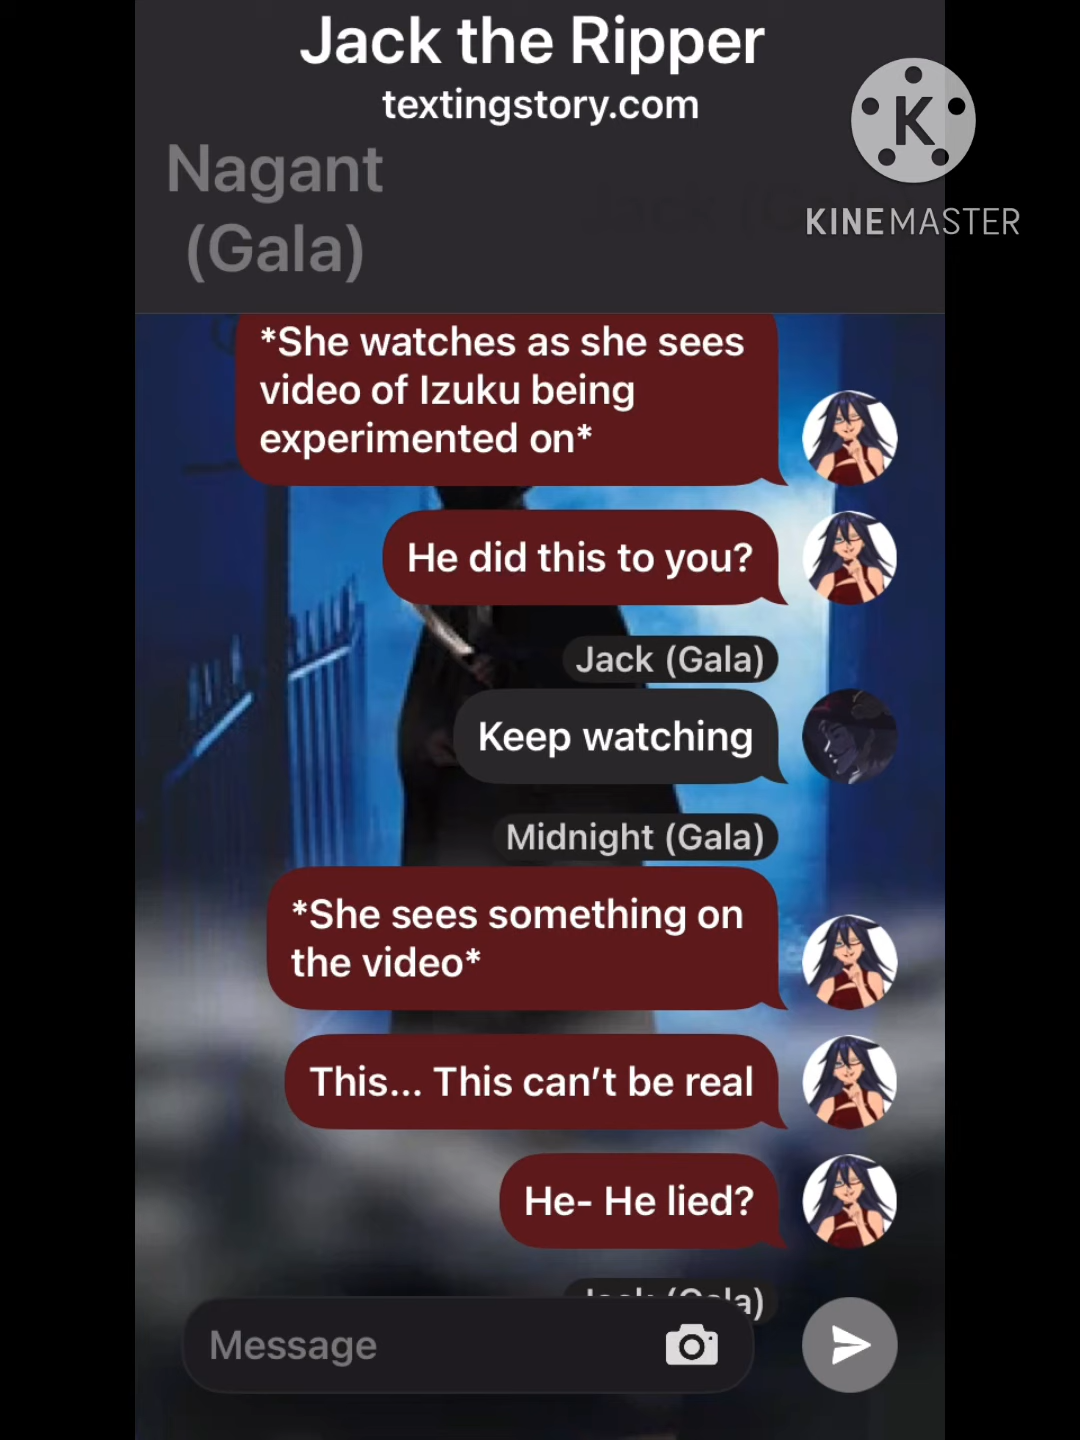 Jack the Ripper
textingstory.com
K
KINEMASTER
Nagant
(Gala)
*She watches as she sees
video of Izuku being
experimented on*
He did this to you?
Jack (Gala)
Keep watching
Midnight (Gala)
*She sees something on
the video*
This... This can’t be real
He- He lied?
Jack (Gala)
Message